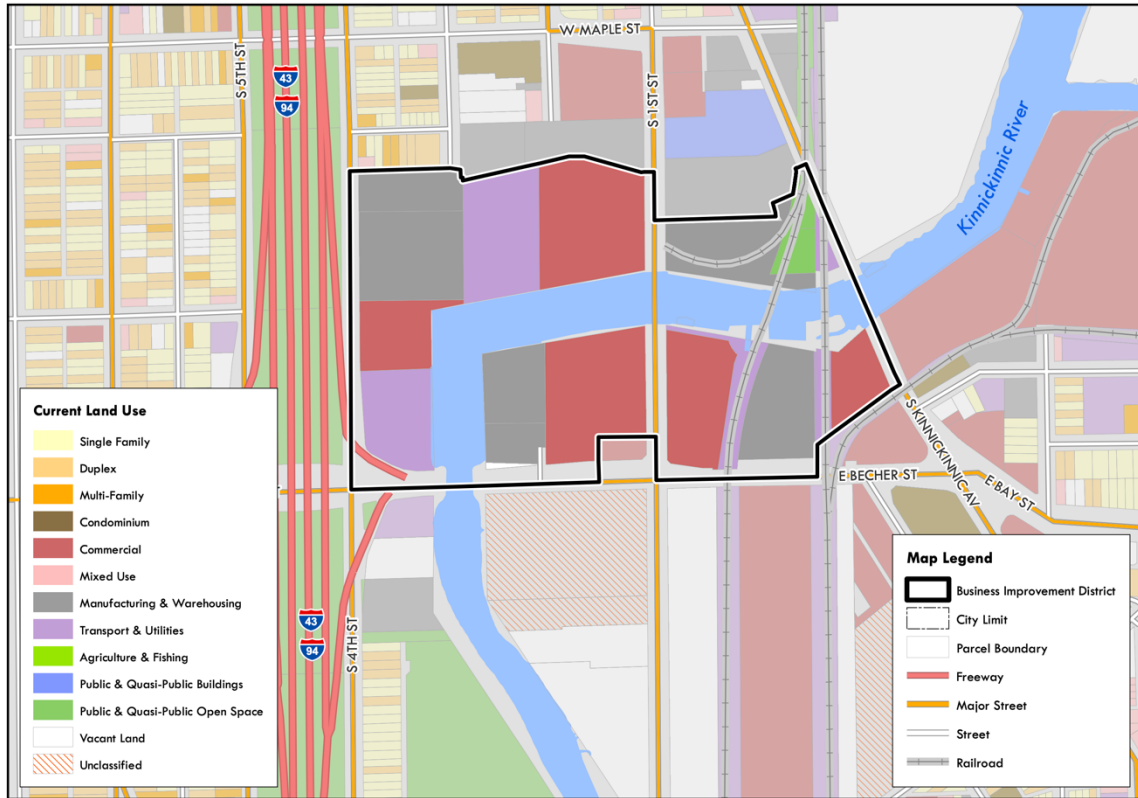 W MAPLE ST
S 5TH ST
S 1ST ST
43
94
Kinnickinnic River
S KINNICKINNIC AV
E BECHER ST
E BAY ST
43
94
S 4TH ST
Current Land Use
Single Family
Duplex
Multi-Family
Condominium
Commercial
Mixed Use
Manufacturing & Warehousing
Transport & Utilities
Agriculture & Fishing
Public & Quasi-Public Buildings
Public & Quasi-Public Open Space
Vacant Land
Unclassified
Map Legend
Business Improvement District
City Limit
Parcel Boundary
Freeway
Major Street
Street
Railroad